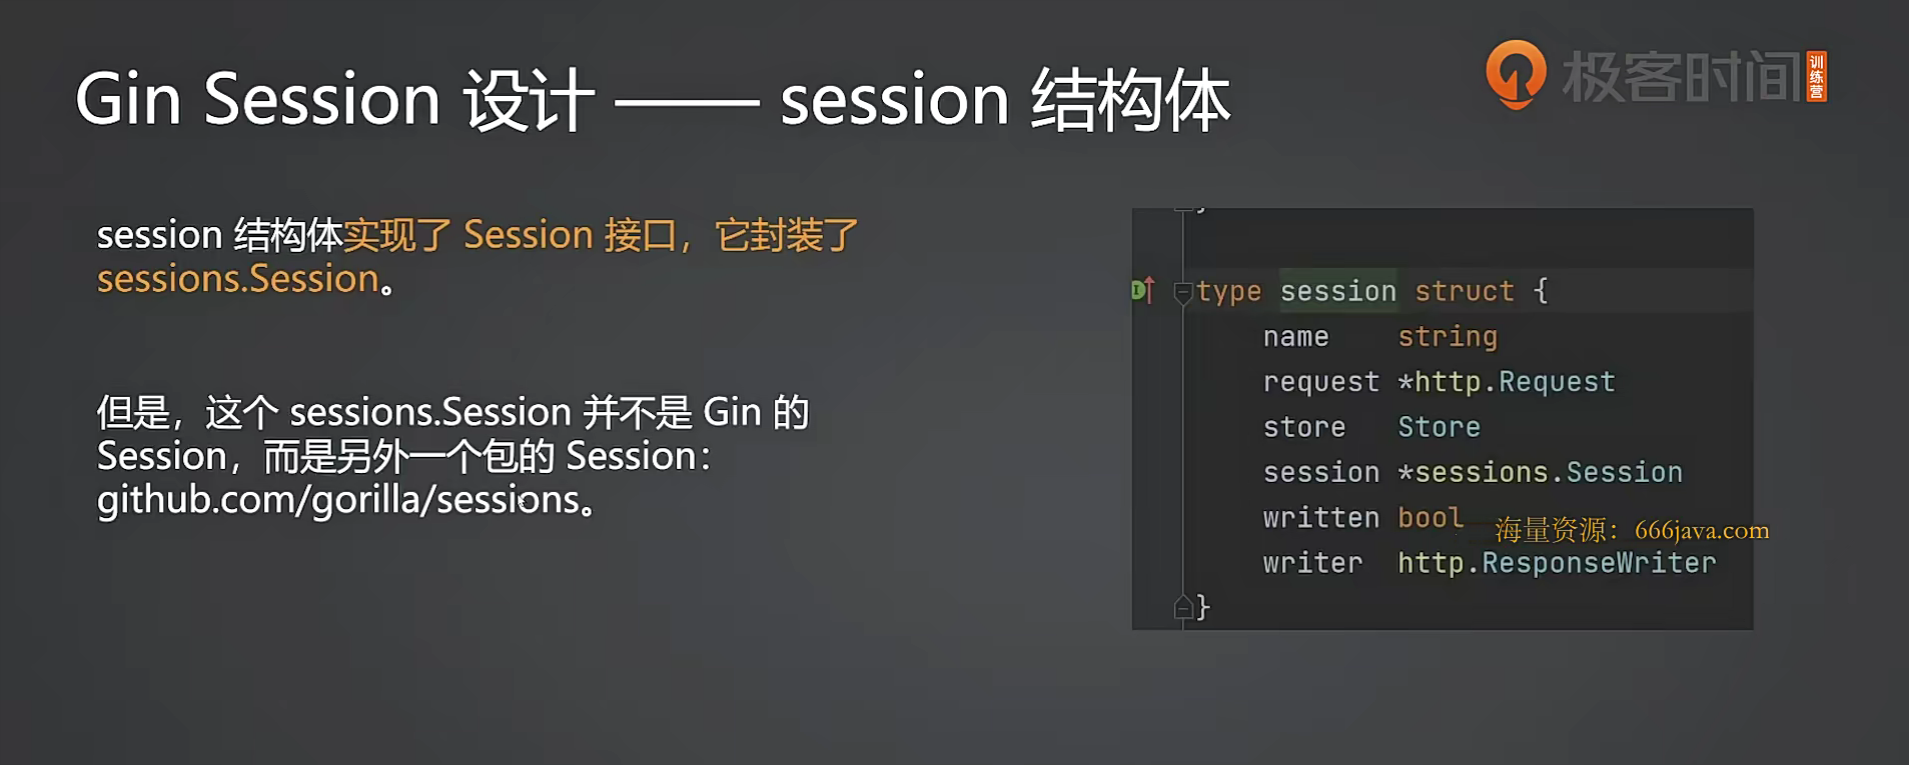 Gin Session 设计 —— session 结构体
极客时间
训练营
session 结构体实现了 Session 接口，它封装了
sessions.Session。
但是，这个 sessions.Session 并不是 Gin 的
Session，而是另外一个包的 Session：
github.com/gorilla/sessions。
}
type session struct {
name string
request *http.Request
store Store
session *sessions.Session
written bool
海量资源：666java.com
writer http.ResponseWriter
}